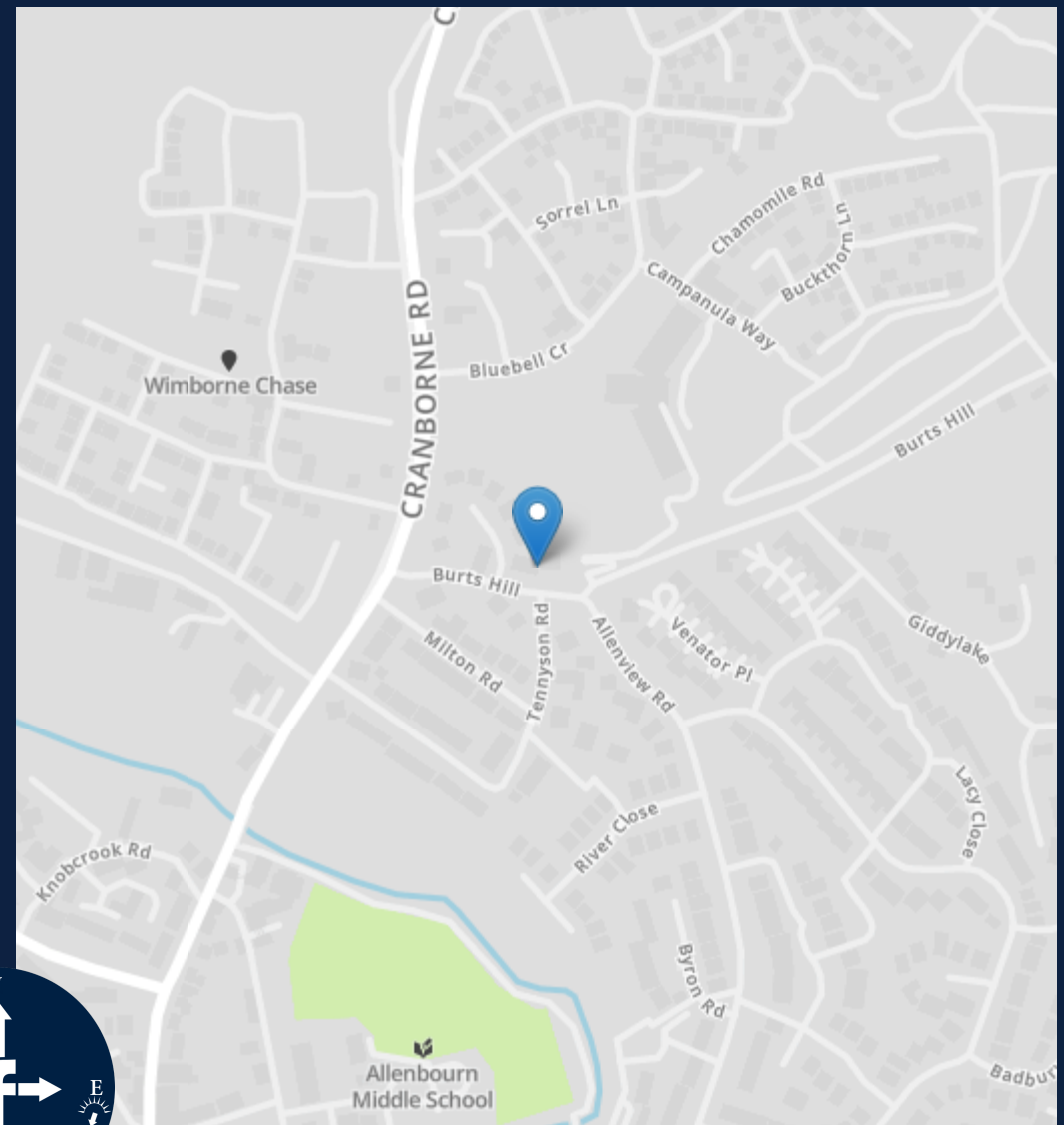 C
Sorrel Ln
Chamomile Rd
Buckthorn Ln
Campanula Way
CRANBORNE RD
Bluebell Cr
Wimborne Chase
Burts Hill
Burts Hill
Milton Rd
Tennyson Rd
Allenview Rd
Venator Pl
Giddylake
Lacy Close
River Close
Knobcrook Rd
Byron Rd
Allenbourn
Middle School
Badbur
E